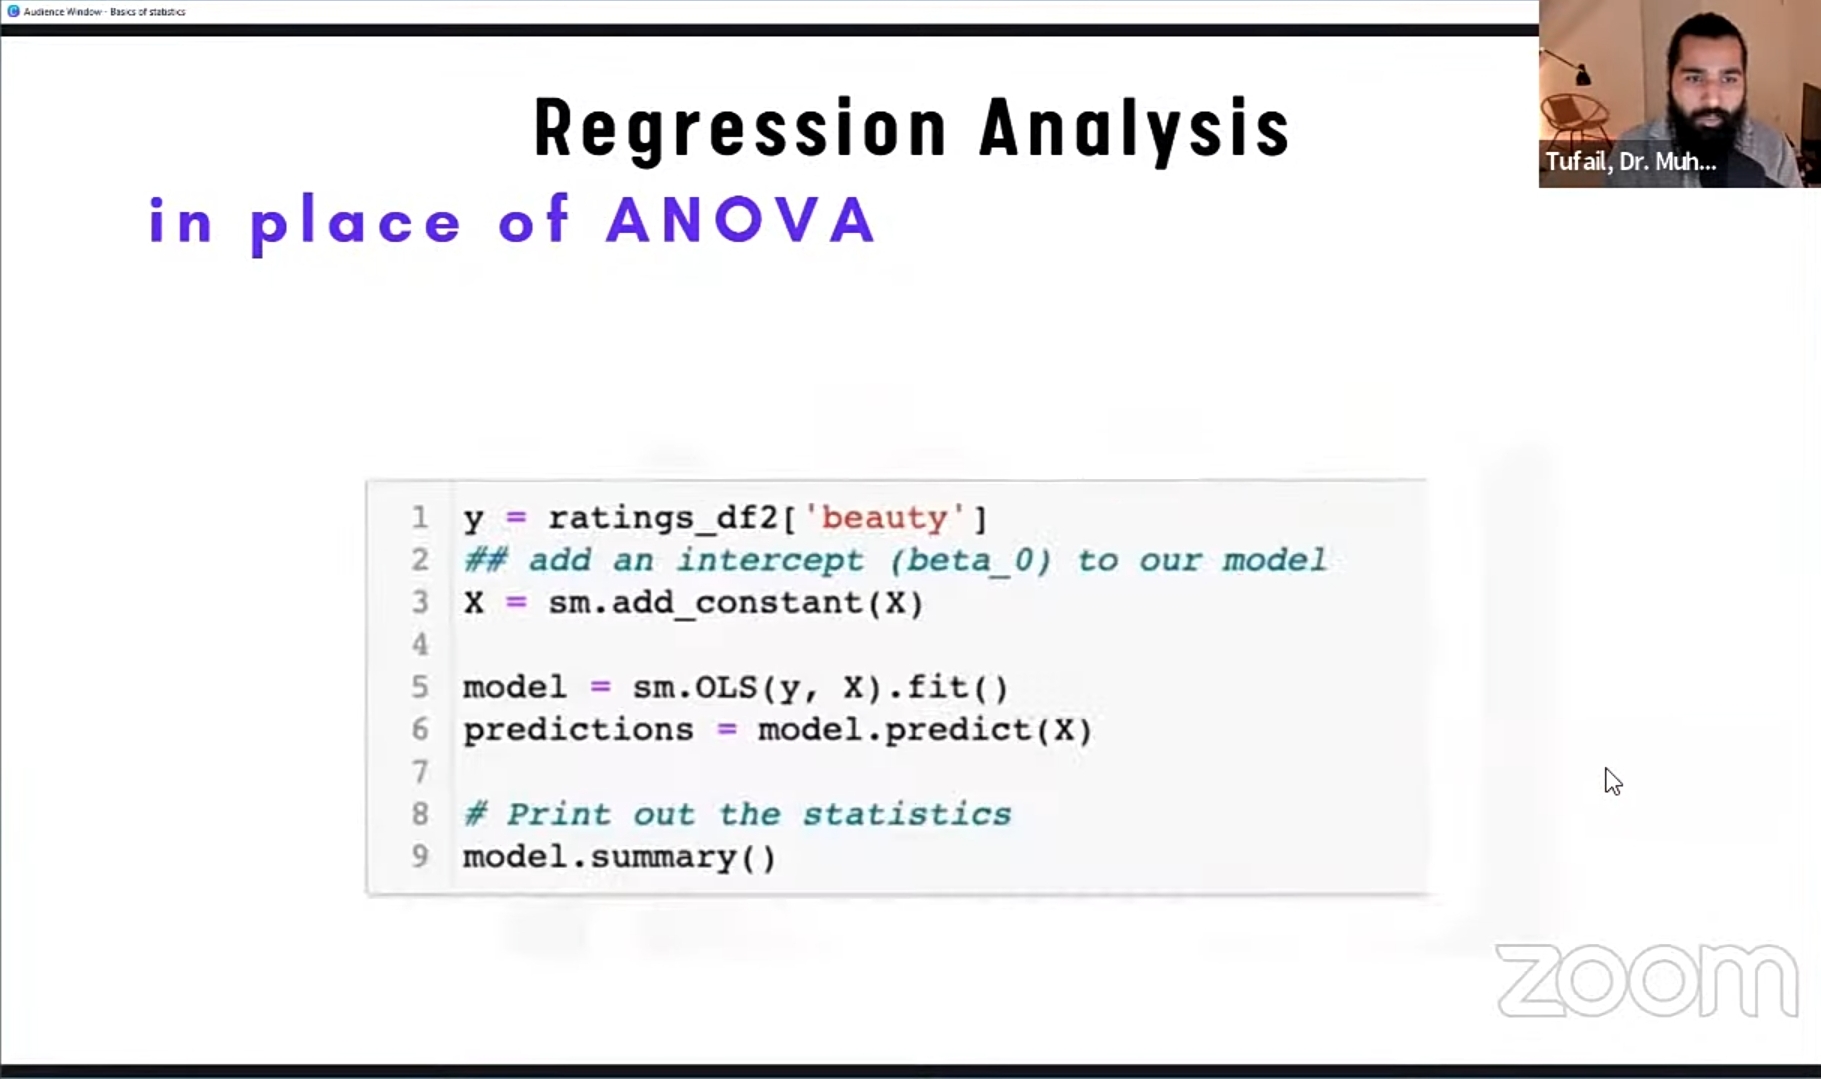 Audience Window - Basics of statistics
Regression Analysis
in place of ANOVA
Tufail, Dr. Muh...
1 y = ratings_df2['beauty']
2 ## add an intercept (beta_0) to our model
3 X = sm.add_constant(X)
4
5 model = sm.OLS(y, X).fit()
6 predictions = model.predict(X)
7
8 # Print out the statistics
9 model.summary()
zoom